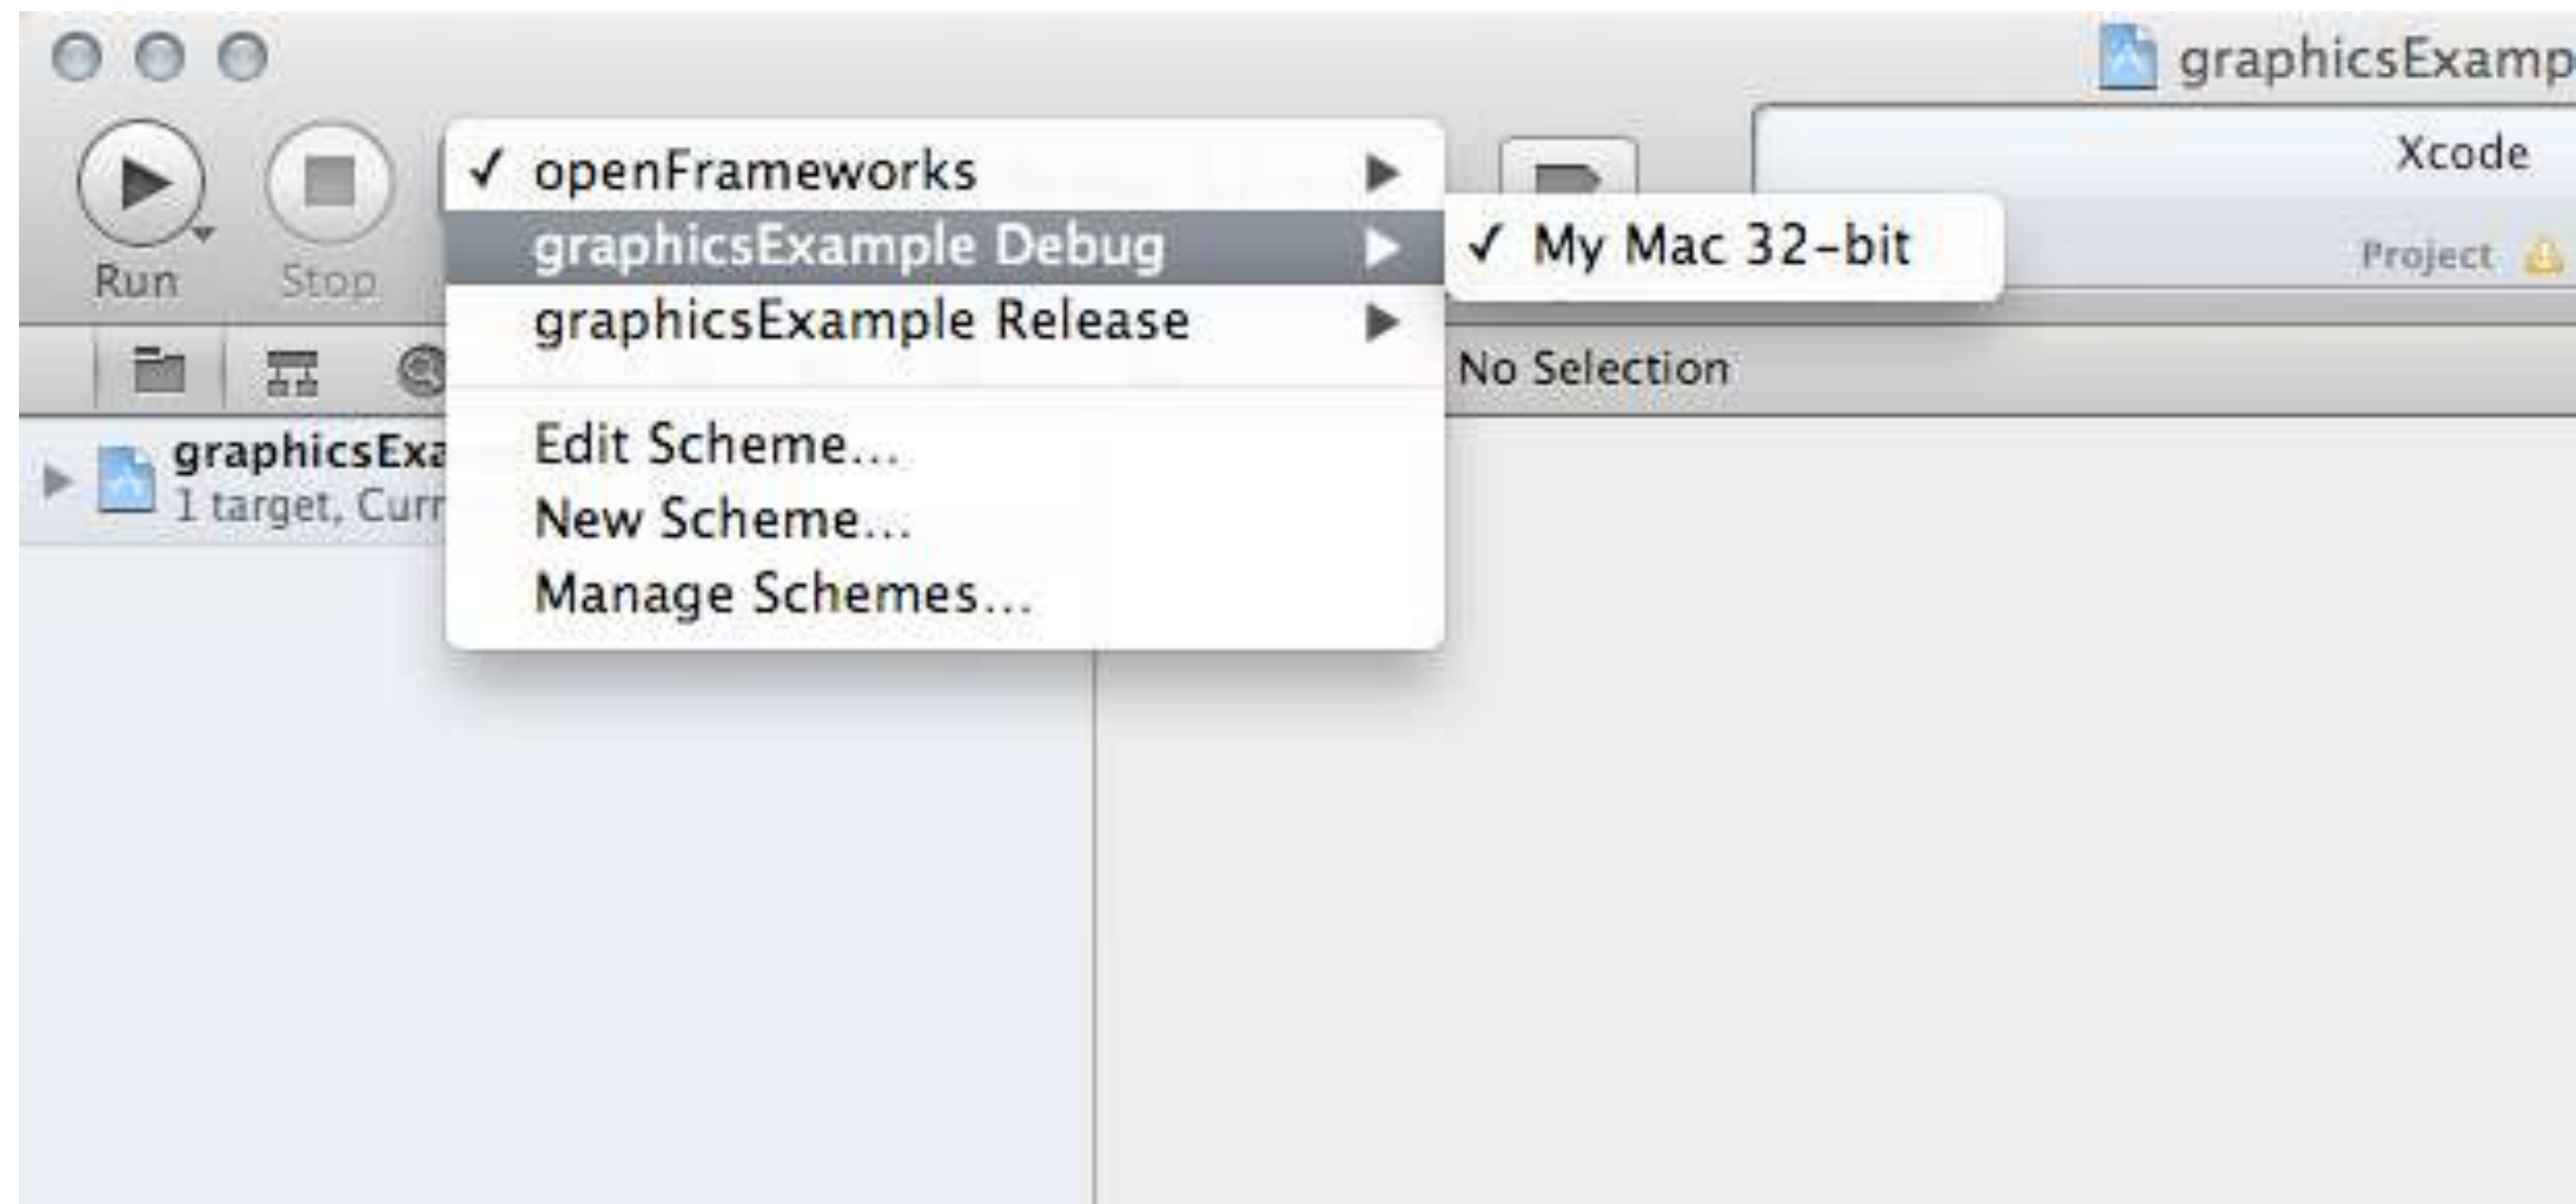 graphicsExamp
Xcode
Project
Run
Stop
✓ openFrameworks
graphicsExample Debug
✓ My Mac 32-bit
graphicsExample Release
Edit Scheme...
New Scheme...
Manage Schemes...
No Selection
graphicsExa
1 target, Curr